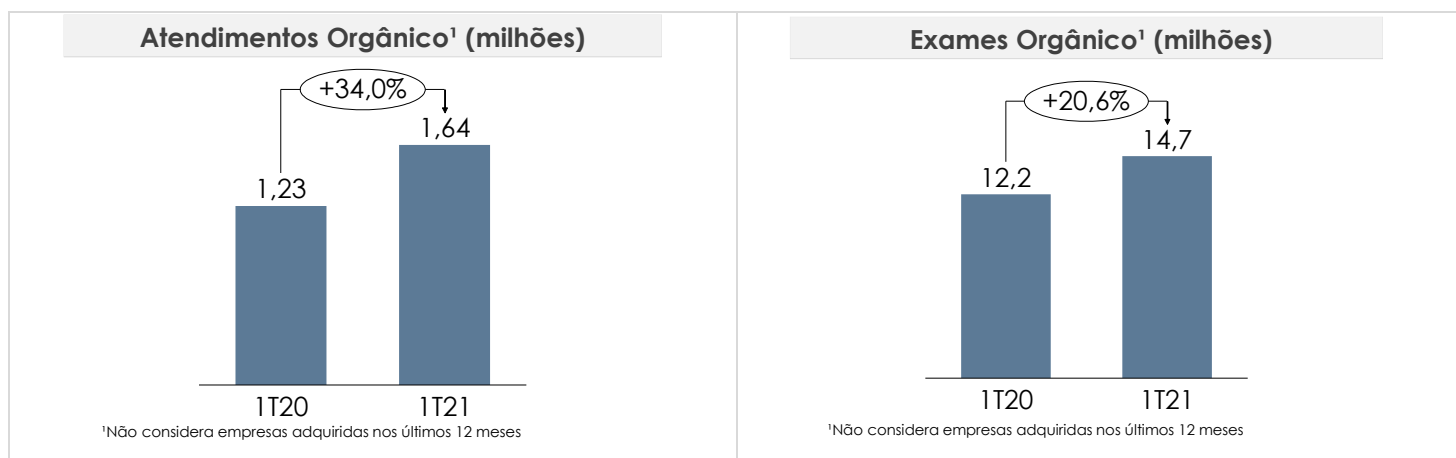 Atendimentos Orgânico¹ (milhões)
+34,0%
1,64
1,23
1T20 1T21
¹Não considera empresas adquiridas nos últimos 12 meses
Exames Orgânico¹ (milhões)
+20,6%
14,7
12,2
1T20 1T21
¹Não considera empresas adquiridas nos últimos 12 meses